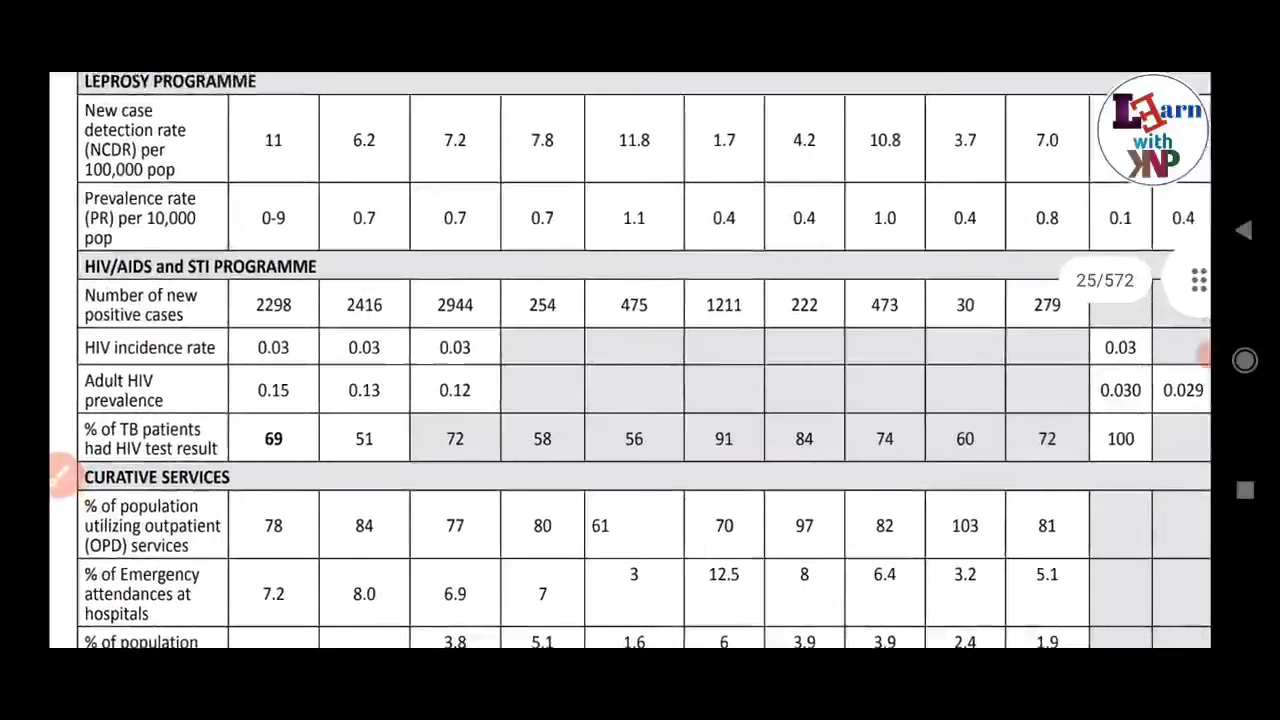 LEPROSY PROGRAMME
New case
detection rate
(NCDR) per
100,000 pop
11 6.2 7.2 7.8 11.8 1.7 4.2 10.8 3.7 7.0
LEarn
with
KNP
Prevalence rate
(PR) per 10,000
pop
0-9 0.7 0.7 0.7 1.1 0.4 0.4 1.0 0.4 0.8 0.1 0.4
HIV/AIDS and STI PROGRAMME
25/572
Number of new
positive cases
2298 2416 2944 254 475 1211 222 473 30 279
HIV incidence rate 0.03 0.03 0.03 0.03
Adult HIV
prevalence
0.15 0.13 0.12 0.030 0.029
% of TB patients
had HIV test result
69 51 72 58 56 91 84 74 60 72 100
CURATIVE SERVICES
% of population
utilizing outpatient
(OPD) services
78 84 77 80 61 70 97 82 103 81
% of Emergency
attendances at
hospitals
7.2 8.0 6.9 7 3 12.5 8 6.4 3.2 5.1
% of population 3.8 5.1 1.6 6 3.9 3.9 2.4 1.9